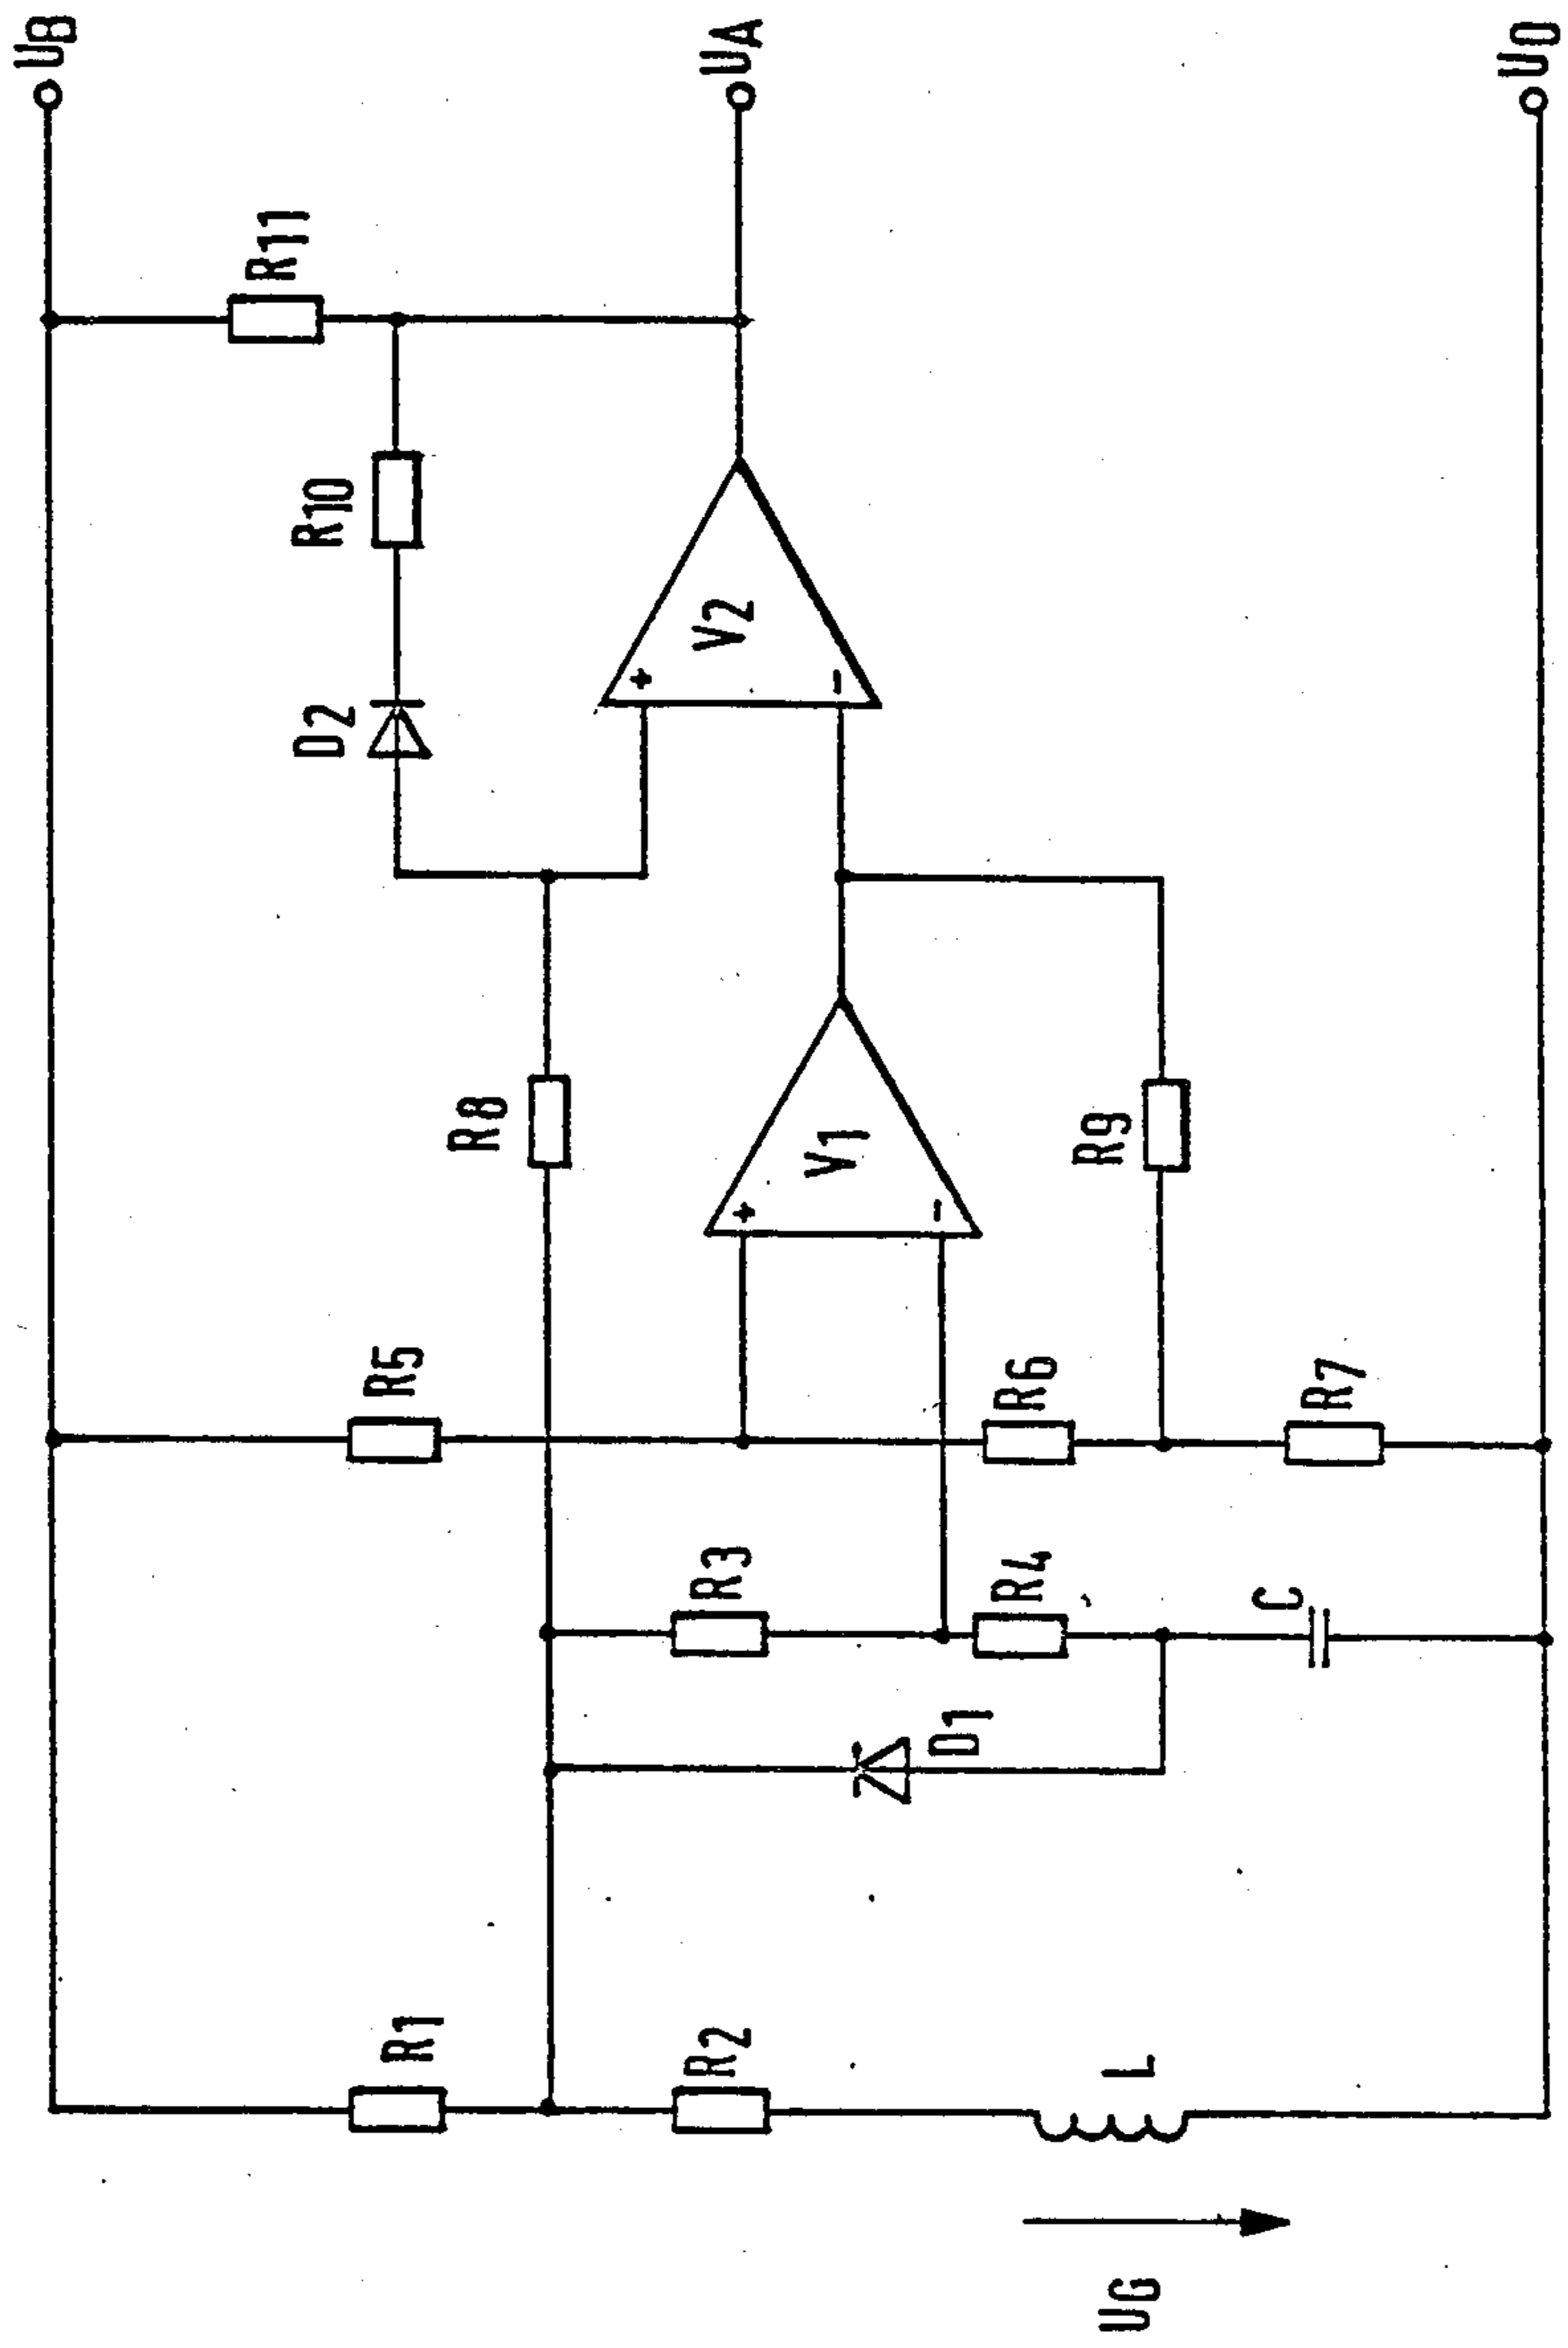 UB
UA
U0
R11
R10
D2
V2
+
-
R8
V1
+
-
R9
R5
R6
R7
R3
R4
C
D1
R1
R2
L
UG